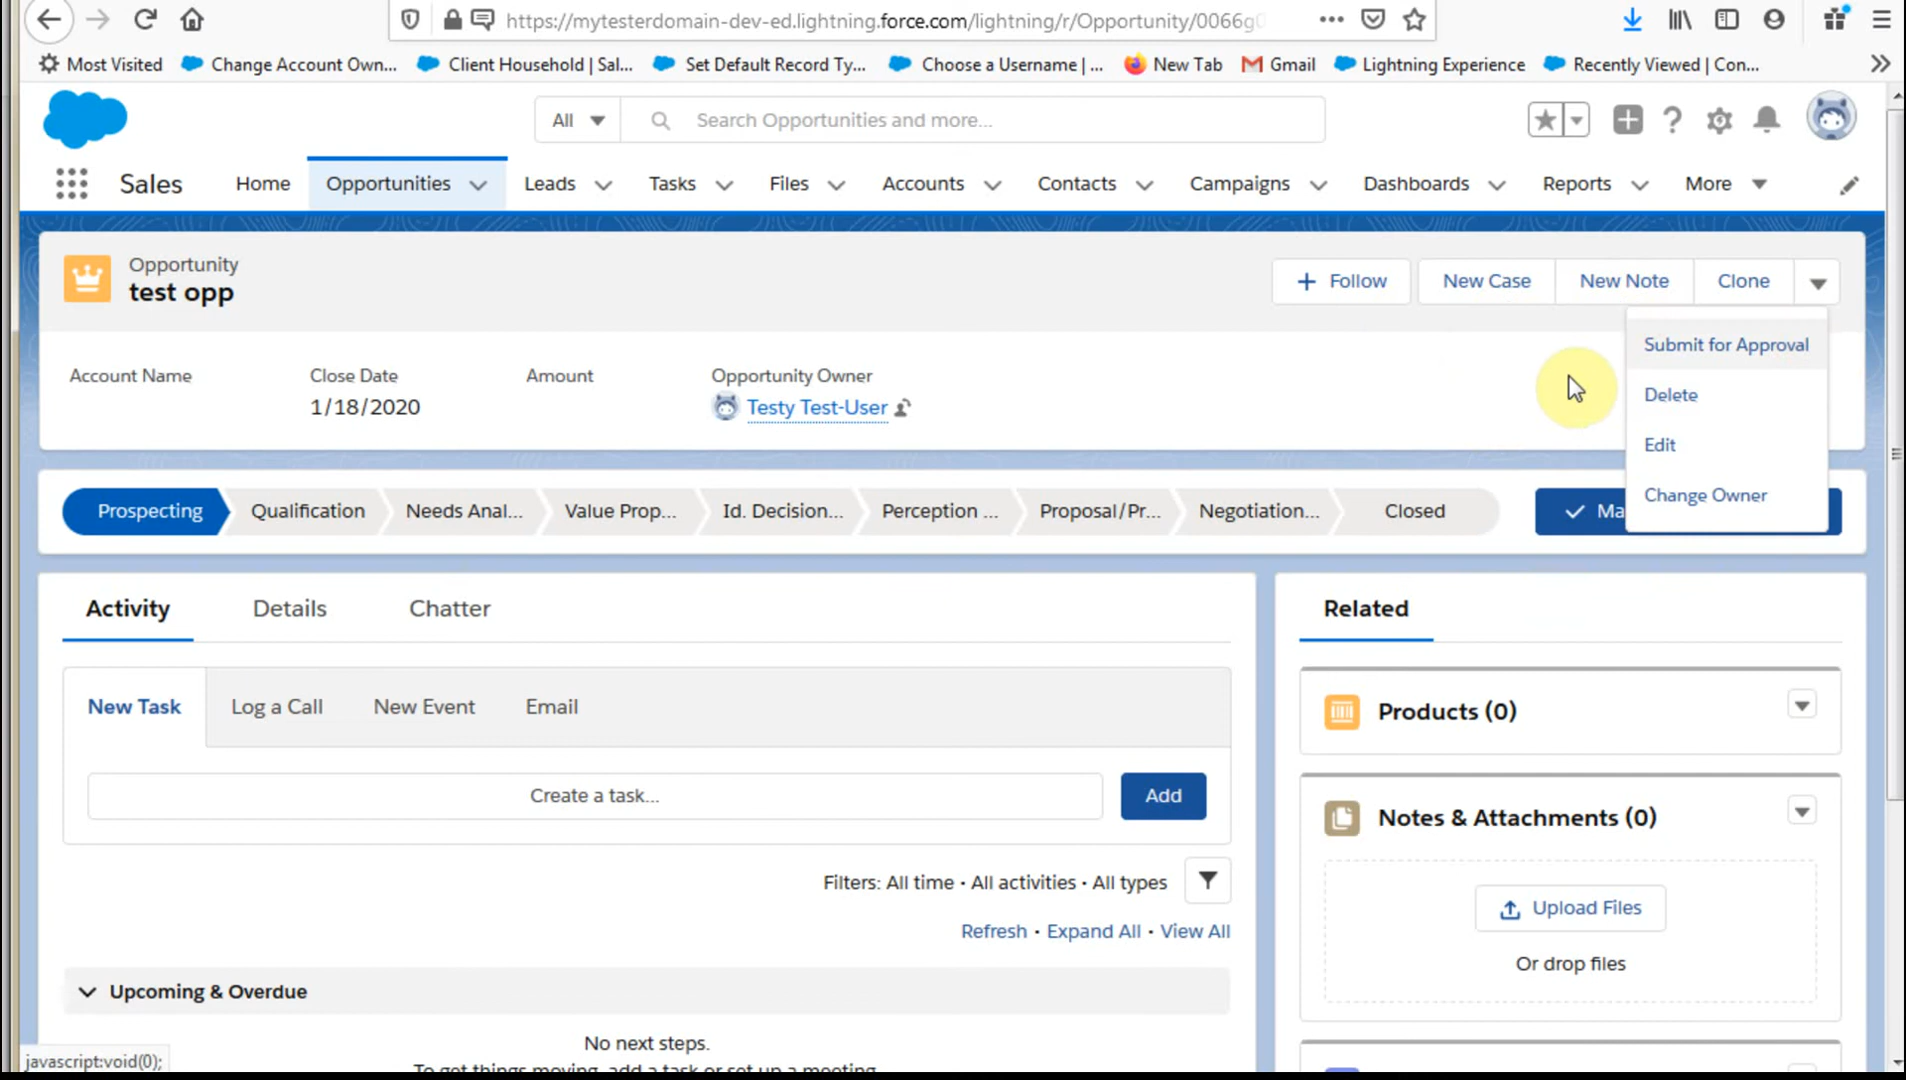 https://mytesterdomain-dev-ed.lightning.force.com/lightning/r/Opportunity/0066g0
Most Visited Change Account Own... Client Household | Sal... Set Default Record Ty... Choose a Username | ... New Tab Gmail Lightning Experience Recently Viewed | Con...
All Search Opportunities and more...
Sales Home Opportunities Leads Tasks Files Accounts Contacts Campaigns Dashboards Reports More
Opportunity
test opp
+ Follow New Case New Note Clone
Submit for Approval
Delete
Edit
Change Owner
Account Name Close Date Amount Opportunity Owner
1/18/2020 Testy Test-User
Prospecting Qualification Needs Anal... Value Prop... Id. Decision... Perception ... Proposal/Pr... Negotiation... Closed Ma
Activity Details Chatter
Related
New Task Log a Call New Event Email
Products (0)
Create a task... Add
Notes & Attachments (0)
Filters: All time • All activities • All types
Upload Files
Refresh • Expand All • View All
Or drop files
Upcoming & Overdue
No next steps.
To get things moving, add a task or set up a meeting.
javascript:void(0);